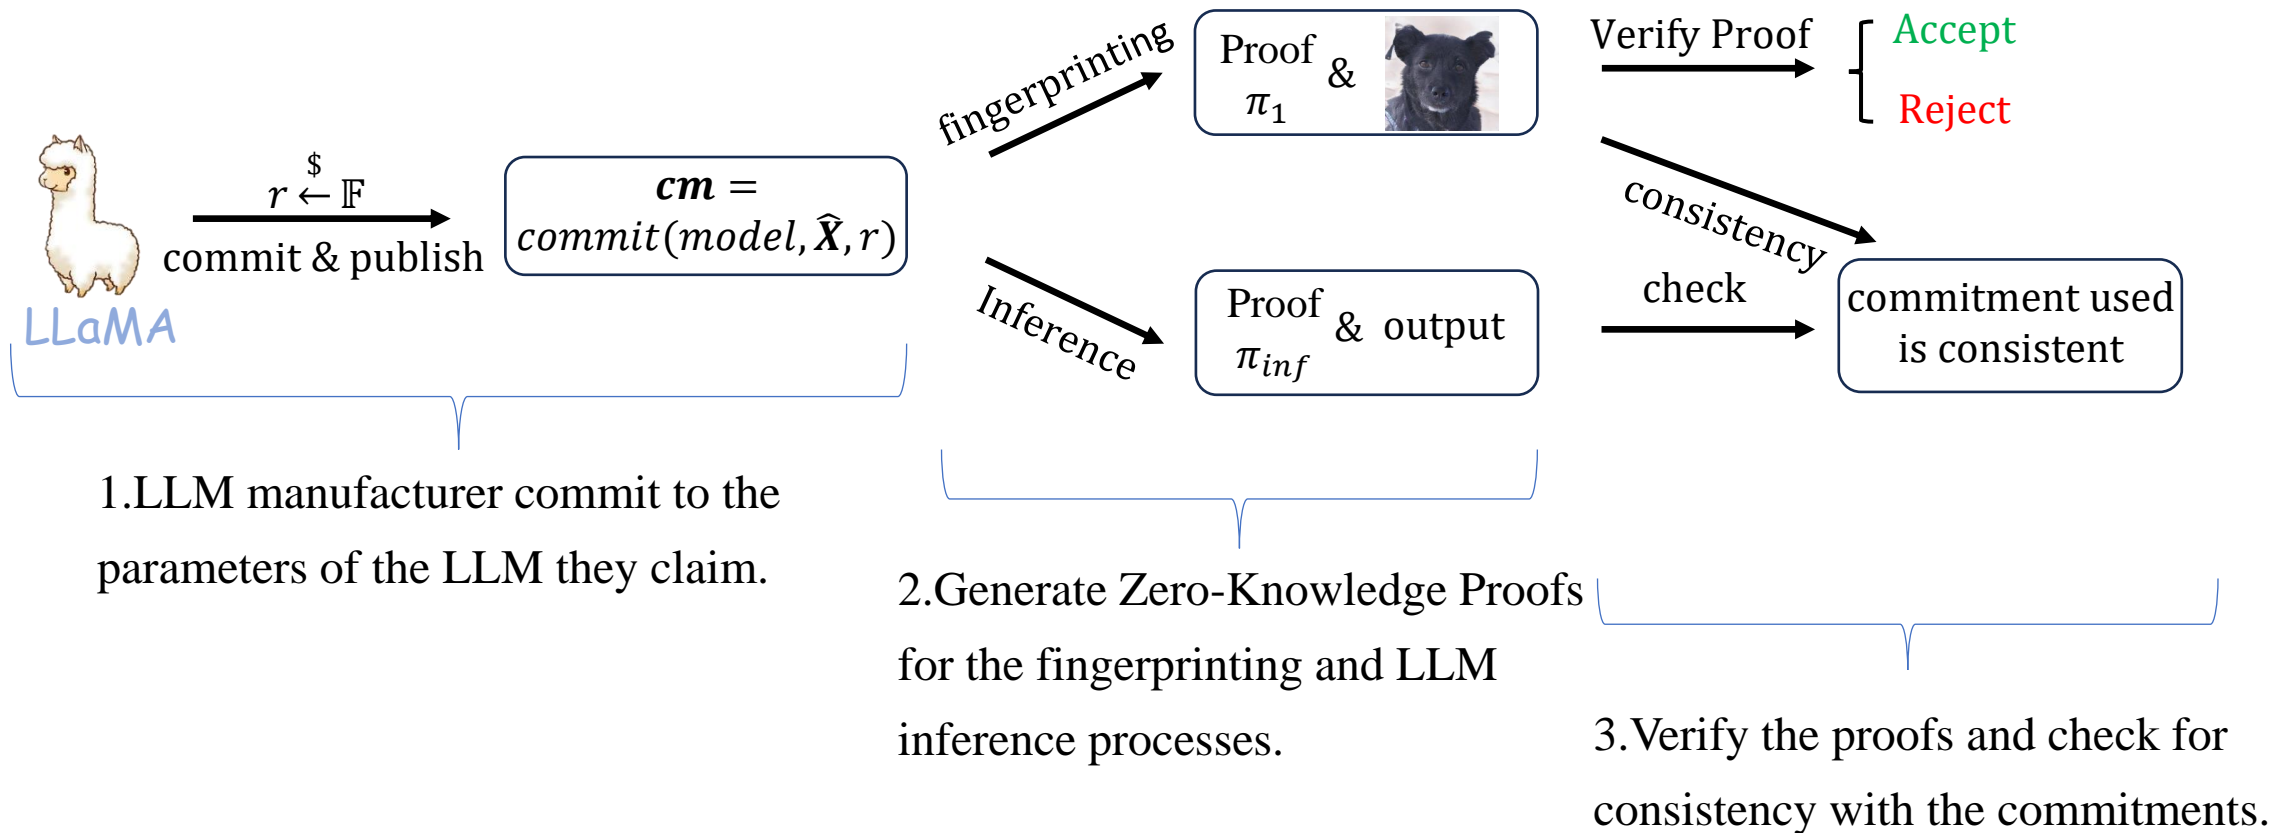 LLaMA
$
r ← 𝔽
commit & publish
cm =
commit(model, X̂, r)
fingerprinting
Inference
Proof
π₁
&
Proof
π_inf
& output
Verify Proof
Accept
Reject
consistency
check
commitment used
is consistent
1.LLM manufacturer commit to the
parameters of the LLM they claim.
2.Generate Zero-Knowledge Proofs
for the fingerprinting and LLM
inference processes.
3.Verify the proofs and check for
consistency with the commitments.